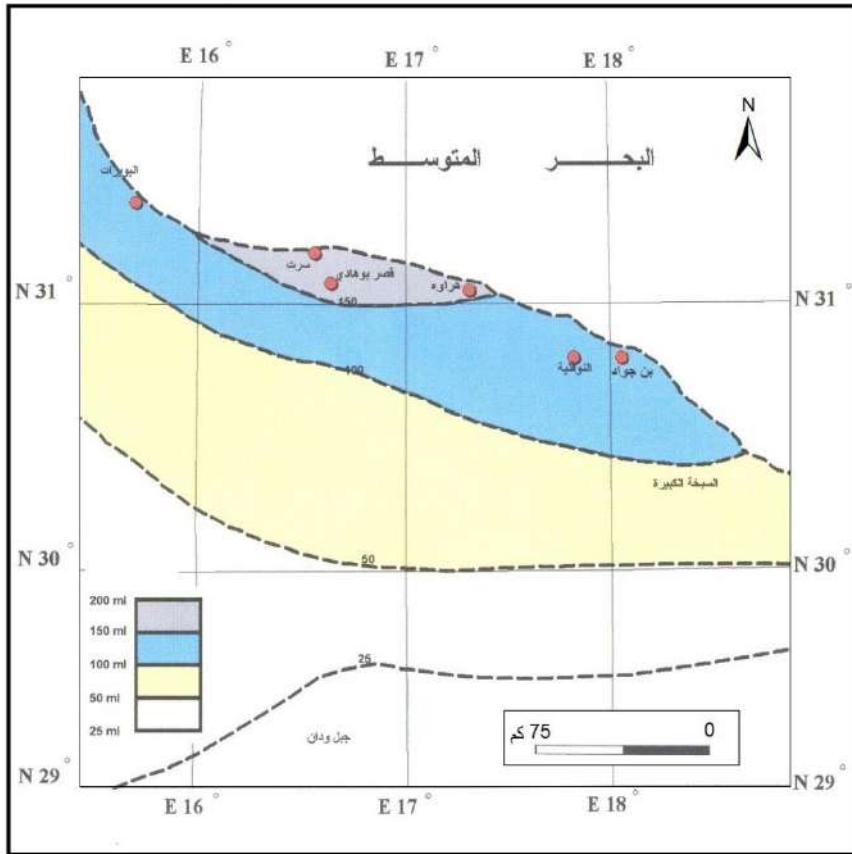 E 16 °
E 17 °
E 18 °
N
البحـــــر المتوســـــط
البويرات
سرت
قصر بوهادي
هراوه
N 31 °
N 31 °
150
النوفلية
بن جواد
100
السبخة الكبيرة
N 30 °
50
N 30 °
200 ml
150 ml
100 ml
50 ml
25 ml
25
جبل ودان
75 كم
0
N 29 °
N 29 °
E 16 °
E 17 °
E 18 °